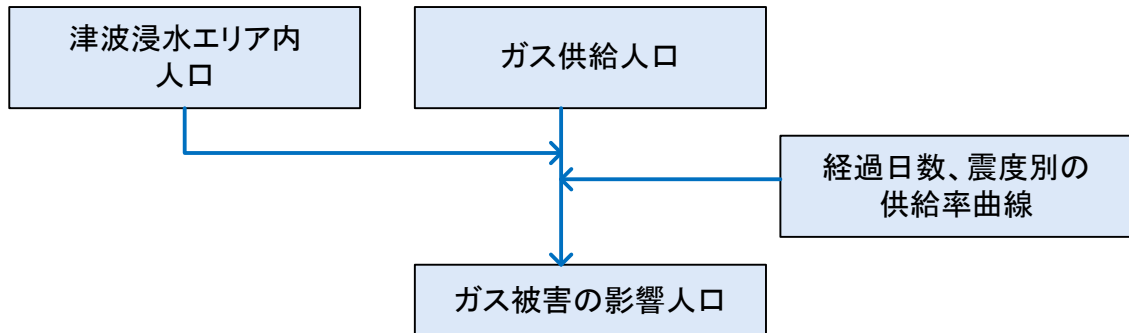 津波浸水エリア内
人口
ガス供給人口
経過日数、震度別の
供給率曲線
ガス被害の影響人口